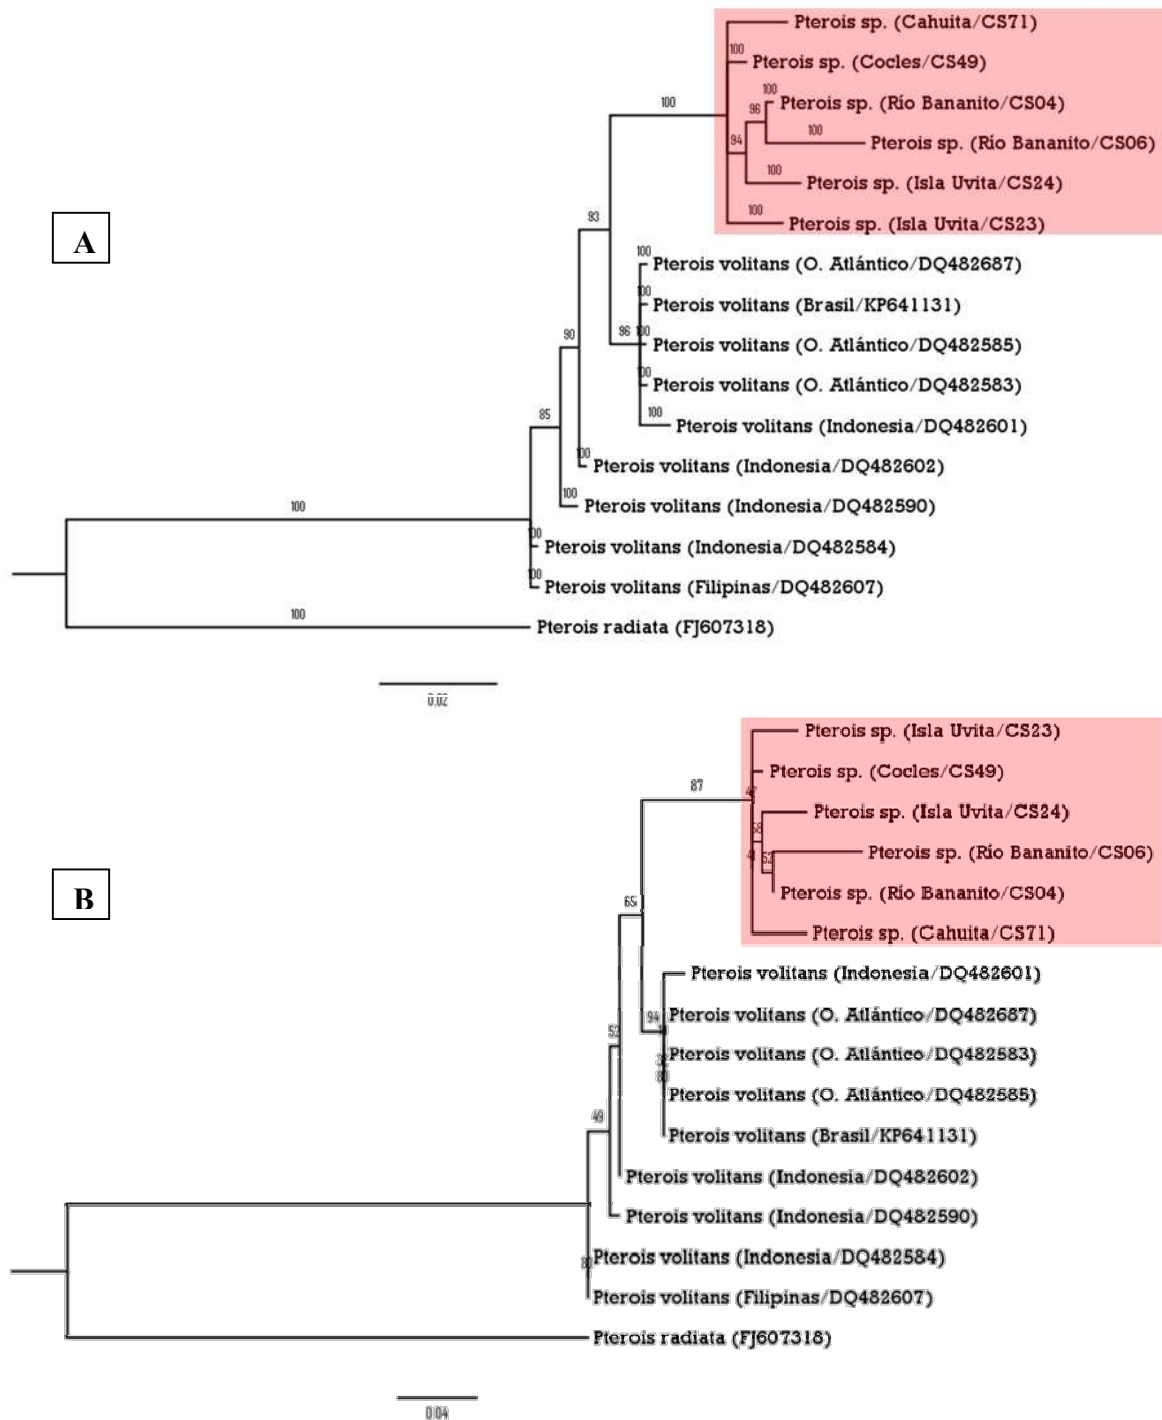 Pterois sp. (Cahuita/CS71)
100
Pterois sp. (Cocles/CS49)
100
100
Pterois sp. (Río Bananito/CS04)
96
100
Pterois sp. (Río Bananito/CS06)
94
100
Pterois sp. (Isla Uvita/CS24)
100
Pterois sp. (Isla Uvita/CS23)
93
A
100
Pterois volitans (O. Atlántico/DQ482687)
100
Pterois volitans (Brasil/KP641131)
90
96
100
Pterois volitans (O. Atlántico/DQ482585)
100
Pterois volitans (O. Atlántico/DQ482583)
85
100
Pterois volitans (Indonesia/DQ482601)
100
Pterois volitans (Indonesia/DQ482602)
100
Pterois volitans (Indonesia/DQ482590)
100
100
Pterois volitans (Indonesia/DQ482584)
100
Pterois volitans (Filipinas/DQ482607)
100
Pterois radiata (FJ607318)
0.02
Pterois sp. (Isla Uvita/CS23)
87
Pterois sp. (Cocles/CS49)
Pterois sp. (Isla Uvita/CS24)
58
52
Pterois sp. (Río Bananito/CS06)
B
Pterois sp. (Río Bananito/CS04)
65
Pterois sp. (Cahuita/CS71)
Pterois volitans (Indonesia/DQ482601)
94
Pterois volitans (O. Atlántico/DQ482687)
Pterois volitans (O. Atlántico/DQ482583)
Pterois volitans (O. Atlántico/DQ482585)
49
Pterois volitans (Brasil/KP641131)
Pterois volitans (Indonesia/DQ482602)
Pterois volitans (Indonesia/DQ482590)
Pterois volitans (Indonesia/DQ482584)
Pterois volitans (Filipinas/DQ482607)
Pterois radiata (FJ607318)
0.04